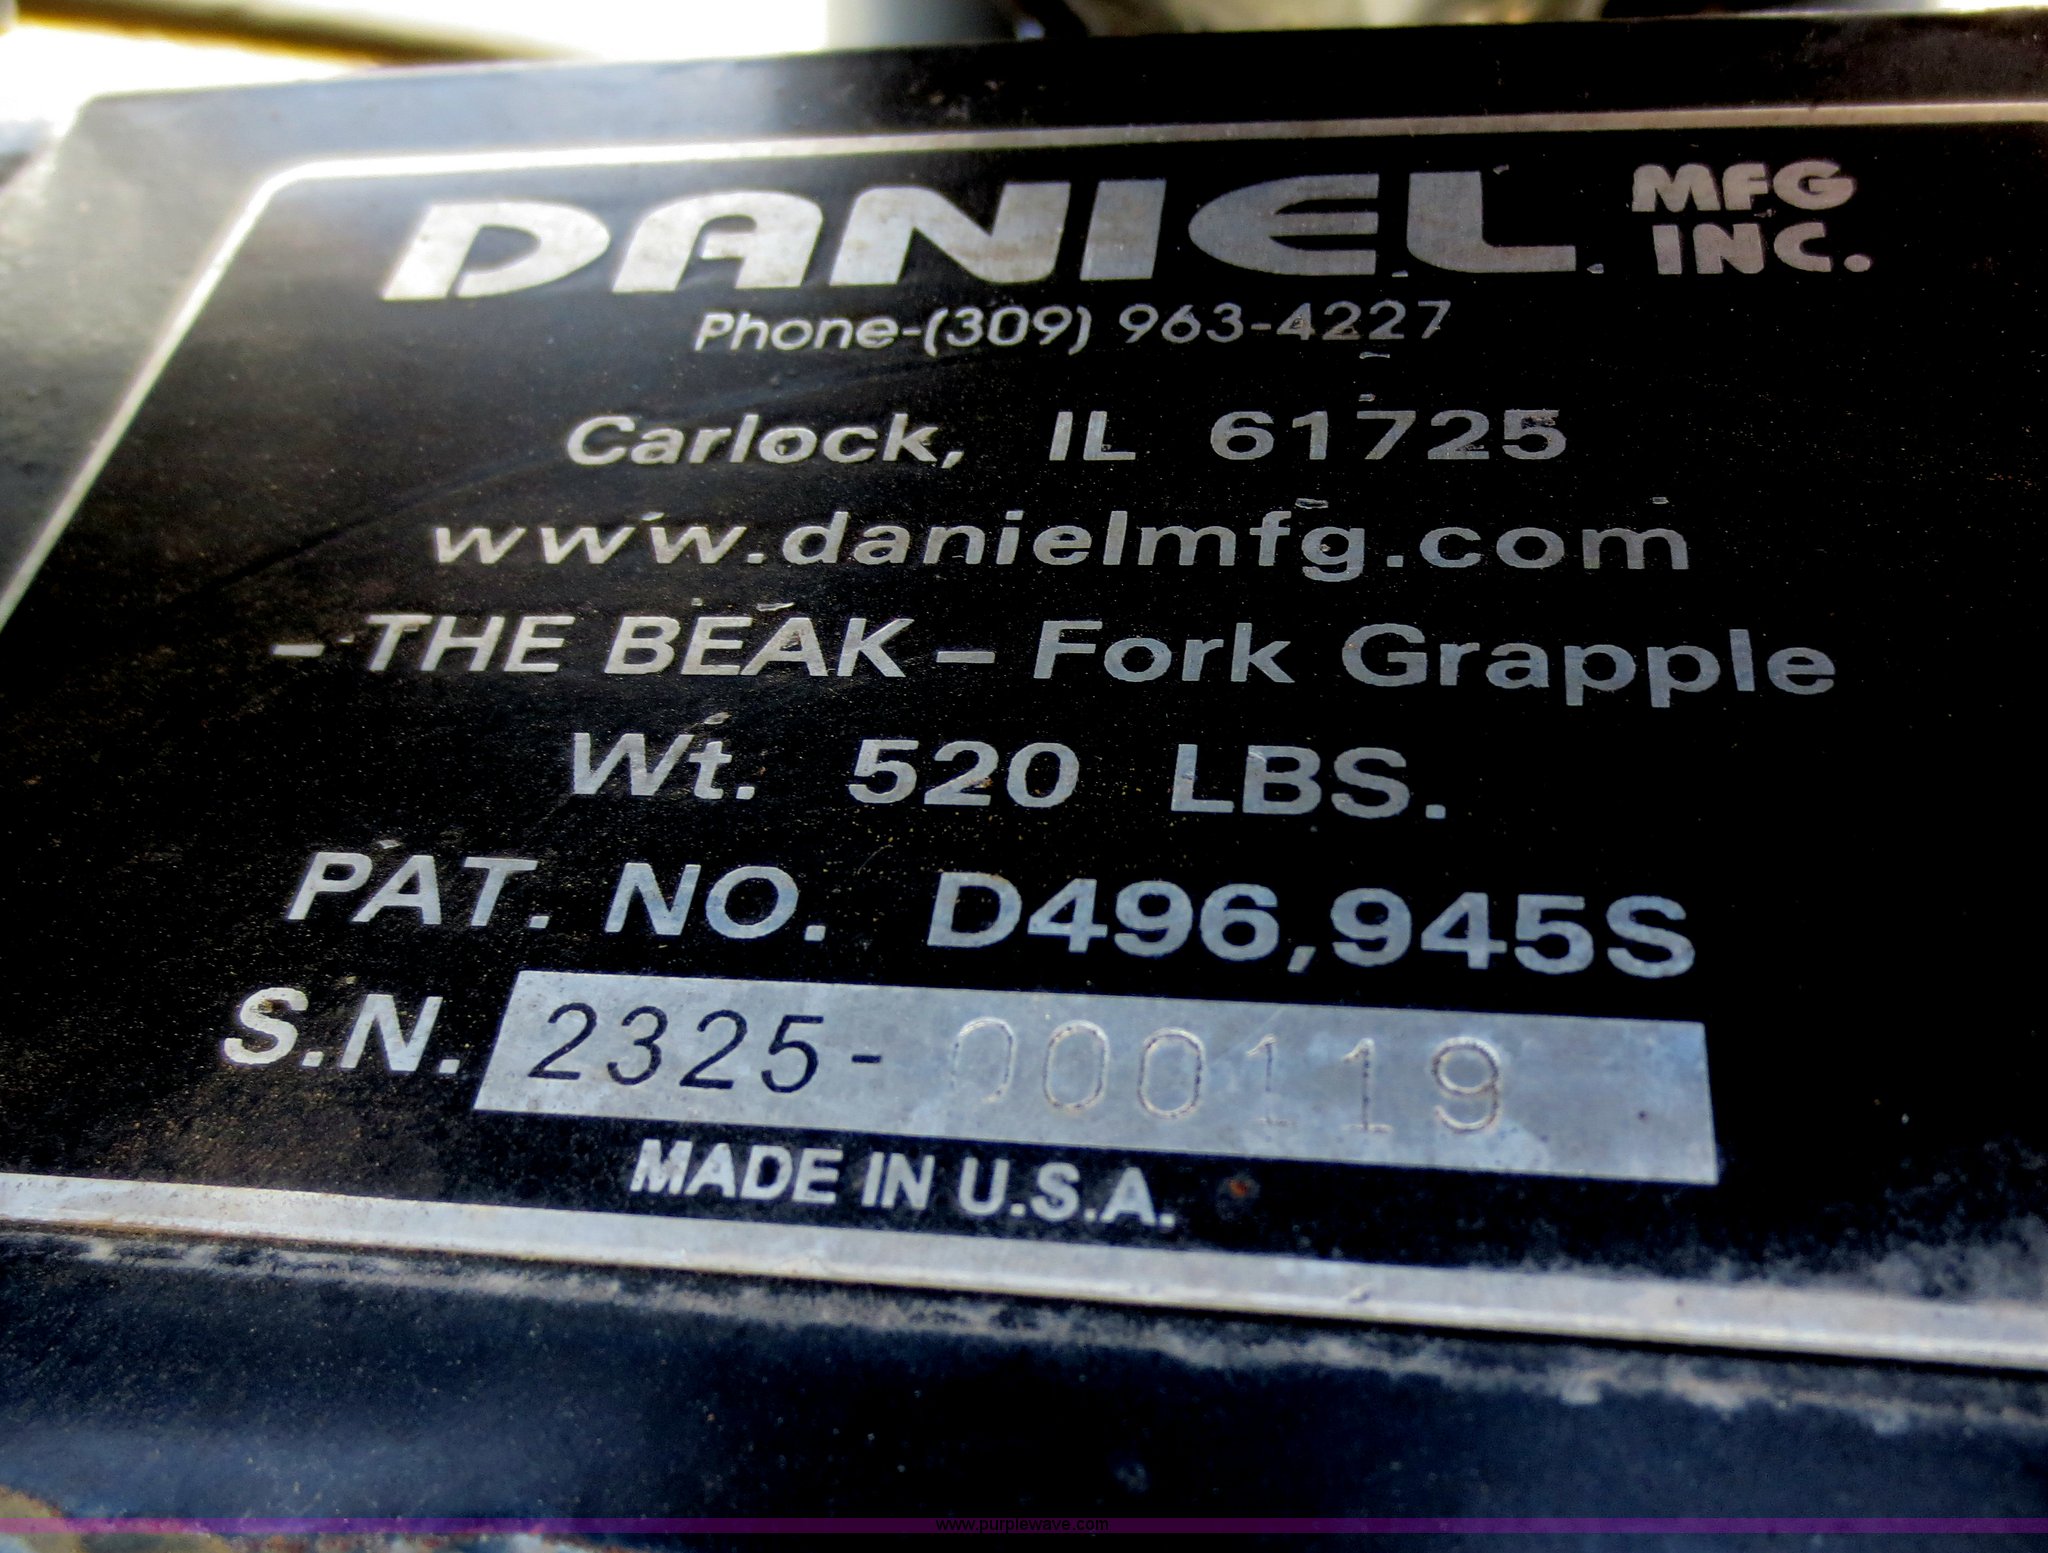 DANIEL MFG INC.
Phone-(309) 963-4227
Carlock, IL 61725
www.danielmfg.com
- THE BEAK - Fork Grapple
Wt. 520 LBS.
PAT. NO. D496,945S
S.N. 2325- 000119
MADE IN U.S.A.
www.purplewave.com